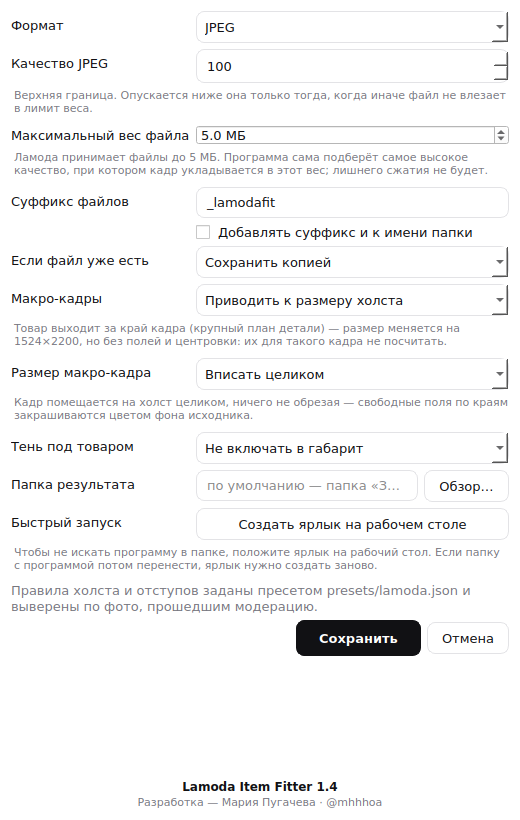 Формат JPEG
Качество JPEG 100
Верхняя граница. Опускается ниже она только тогда, когда иначе файл не влезает
в лимит веса.
Максимальный вес файла 5.0 МБ
Ламода принимает файлы до 5 МБ. Программа сама подберёт самое высокое
качество, при котором кадр укладывается в этот вес; лишнего сжатия не будет.
Суффикс файлов _lamodafit
Добавлять суффикс и к имени папки
Если файл уже есть Сохранить копией
Макро-кадры Приводить к размеру холста
Товар выходит за край кадра (крупный план детали) — размер меняется на
1524×2200, но без полей и центровки: их для такого кадра не посчитать.
Размер макро-кадра Вписать целиком
Кадр помещается на холст целиком, ничего не обрезая — свободные поля по краям
закрашиваются цветом фона исходника.
Тень под товаром Не включать в габарит
Папка результата по умолчанию — папка «З… Обзор…
Быстрый запуск Создать ярлык на рабочем столе
Чтобы не искать программу в папке, положите ярлык на рабочий стол. Если папку
с программой потом перенести, ярлык нужно создать заново.
Правила холста и отступов заданы пресетом presets/lamoda.json и
выверены по фото, прошедшим модерацию.
Сохранить Отмена
Lamoda Item Fitter 1.4
Разработка — Мария Пугачева · @mhhhoa